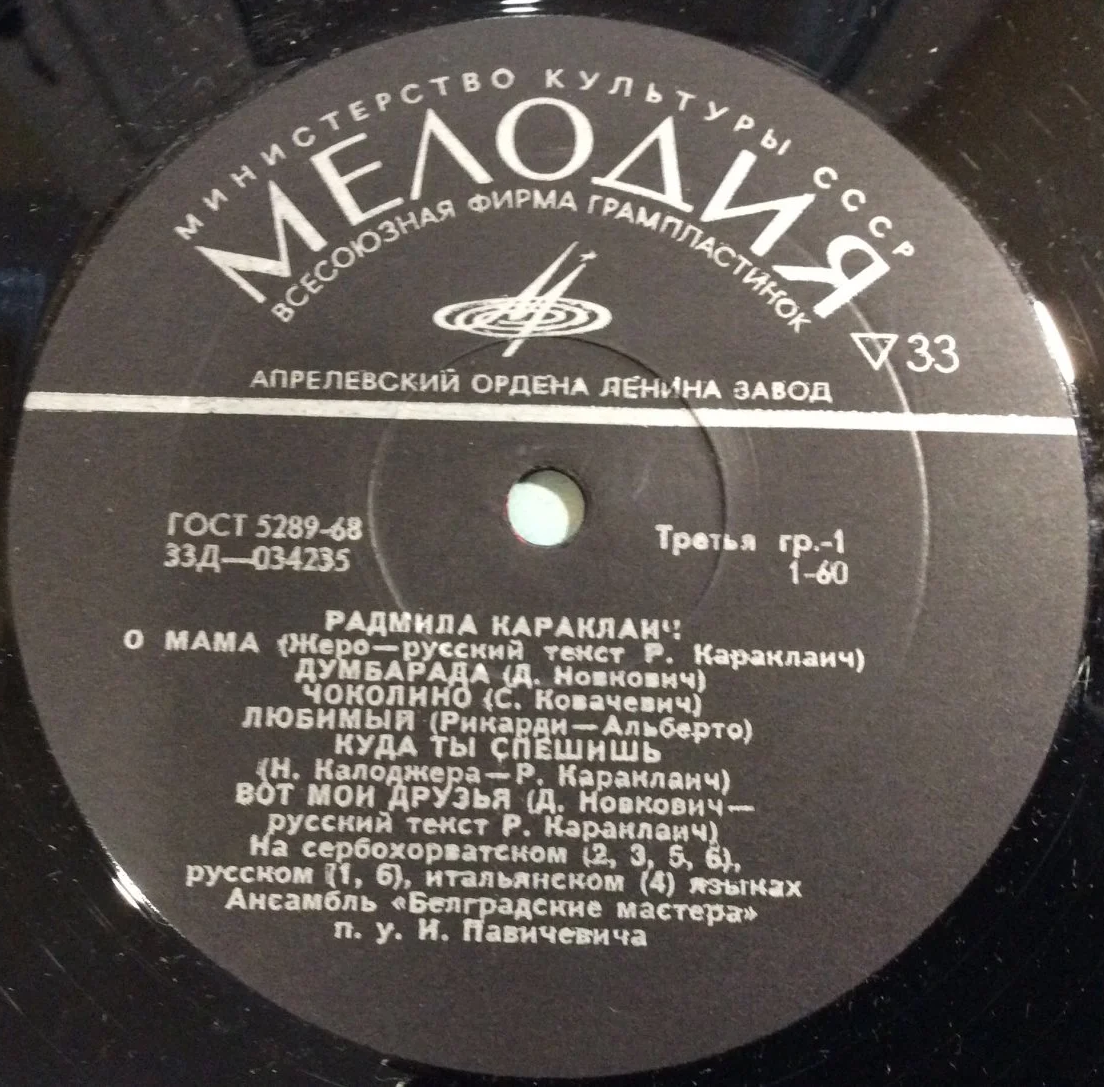 МИНИСТЕРСТВО КУЛЬТУРЫ СССР
МЕЛОДИЯ
ВСЕСОЮЗНАЯ ФИРМА ГРАМПЛАСТИНОК
33
АПРЕЛЕВСКИЙ ОРДЕНА ЛЕНИНА ЗАВОД
ГОСТ 5289-68
33Д—034235
Третья гр.-1
1-60
РАДМИЛА КАРАКЛАИЧ
О МАМА (Жеро—русский текст Р. Караклаич)
ДУМБАРАДА (Д. Новкович)
ЧОКОЛИНО (С. Ковачевич)
ЛЮБИМЫЙ (Рикарди—Альберто)
КУДА ТЫ СПЕШИШЬ
(Н. Калоджера—Р. Караклаич)
ВОТ МОИ ДРУЗЬЯ (Д. Новкович—
русский текст Р. Караклаич)
На сербохорватском (2, 3, 5, 6),
русском (1, 6), итальянском (4) языках
Ансамбль «Белградские мастера»
п. у. И. Павичевича